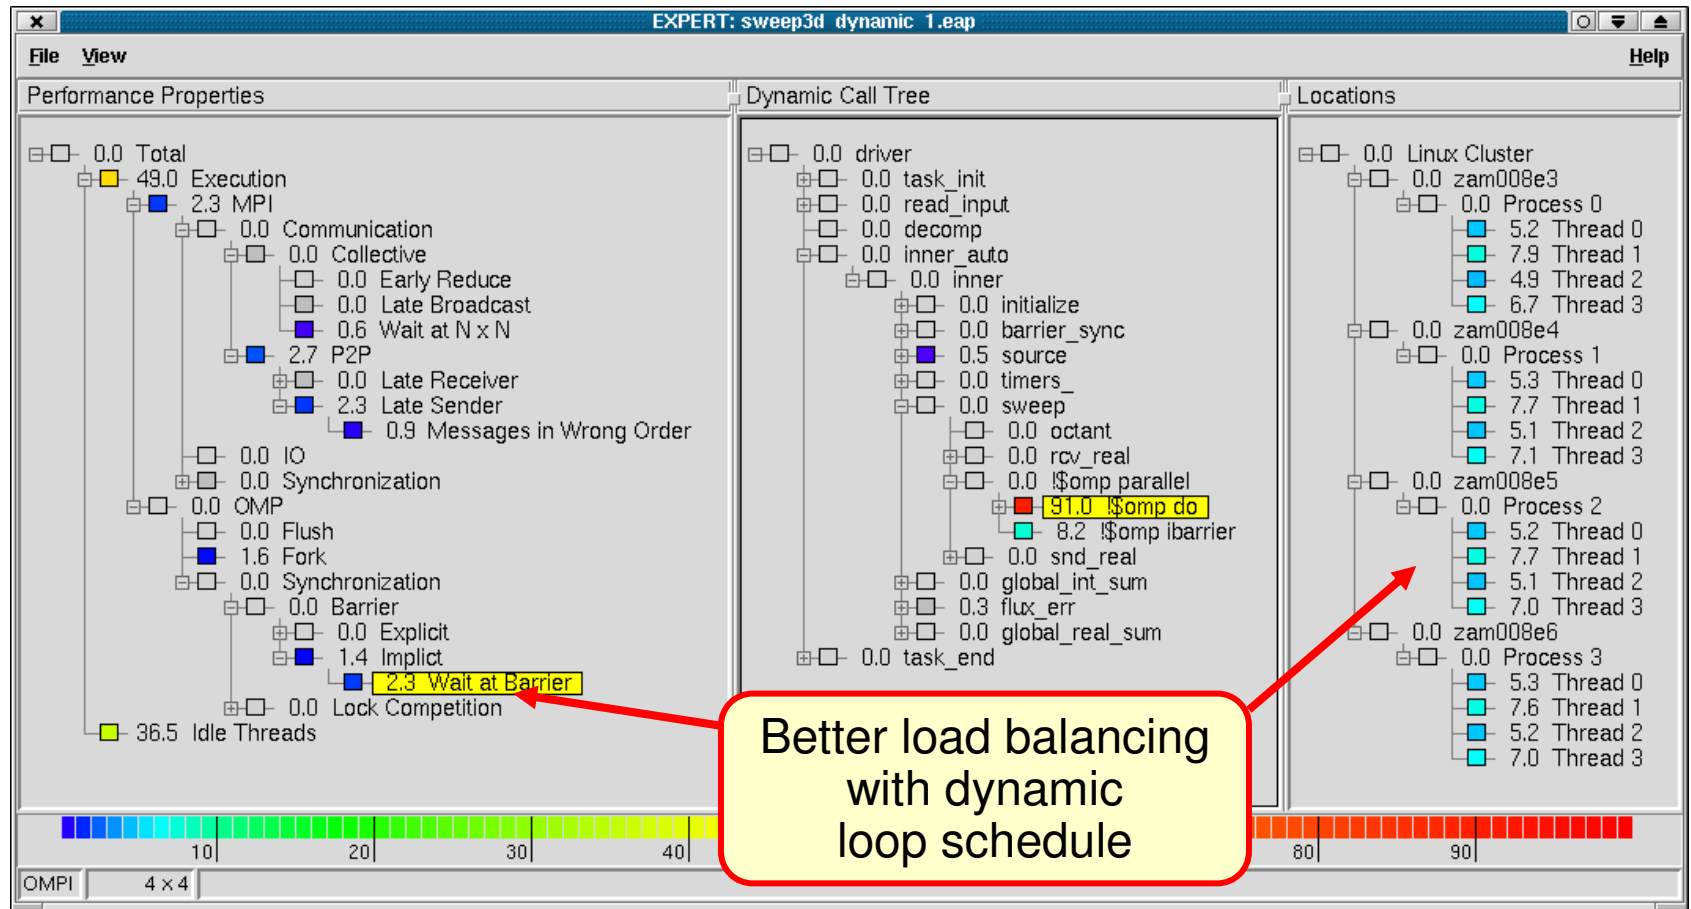 EXPERT: sweep3d dynamic 1.eap
File View Help
Performance Properties
0.0 Total
49.0 Execution
2.3 MPI
0.0 Communication
0.0 Collective
0.0 Early Reduce
0.0 Late Broadcast
0.6 Wait at N x N
2.7 P2P
0.0 Late Receiver
2.3 Late Sender
0.9 Messages in Wrong Order
0.0 IO
0.0 Synchronization
0.0 OMP
0.0 Flush
1.6 Fork
0.0 Synchronization
0.0 Barrier
0.0 Explicit
1.4 Implict
2.3 Wait at Barrier
0.0 Lock Competition
36.5 Idle Threads
Dynamic Call Tree
0.0 driver
0.0 task_init
0.0 read_input
0.0 decomp
0.0 inner_auto
0.0 inner
0.0 initialize
0.0 barrier_sync
0.5 source
0.0 timers_
0.0 sweep
0.0 octant
0.0 rcv_real
0.0 !$omp parallel
91.0 !$omp do
8.2 !$omp ibarrier
0.0 snd_real
0.0 global_int_sum
0.3 flux_err
0.0 global_real_sum
0.0 task_end
Locations
0.0 Linux Cluster
0.0 zam008e3
0.0 Process 0
5.2 Thread 0
7.9 Thread 1
4.9 Thread 2
6.7 Thread 3
0.0 zam008e4
0.0 Process 1
5.3 Thread 0
7.7 Thread 1
5.1 Thread 2
7.1 Thread 3
0.0 zam008e5
0.0 Process 2
5.2 Thread 0
7.7 Thread 1
5.1 Thread 2
7.0 Thread 3
0.0 zam008e6
0.0 Process 3
5.3 Thread 0
7.6 Thread 1
5.2 Thread 2
7.0 Thread 3
Better load balancing
with dynamic
loop schedule
10 20 30 40 80 90
OMPI 4 x 4